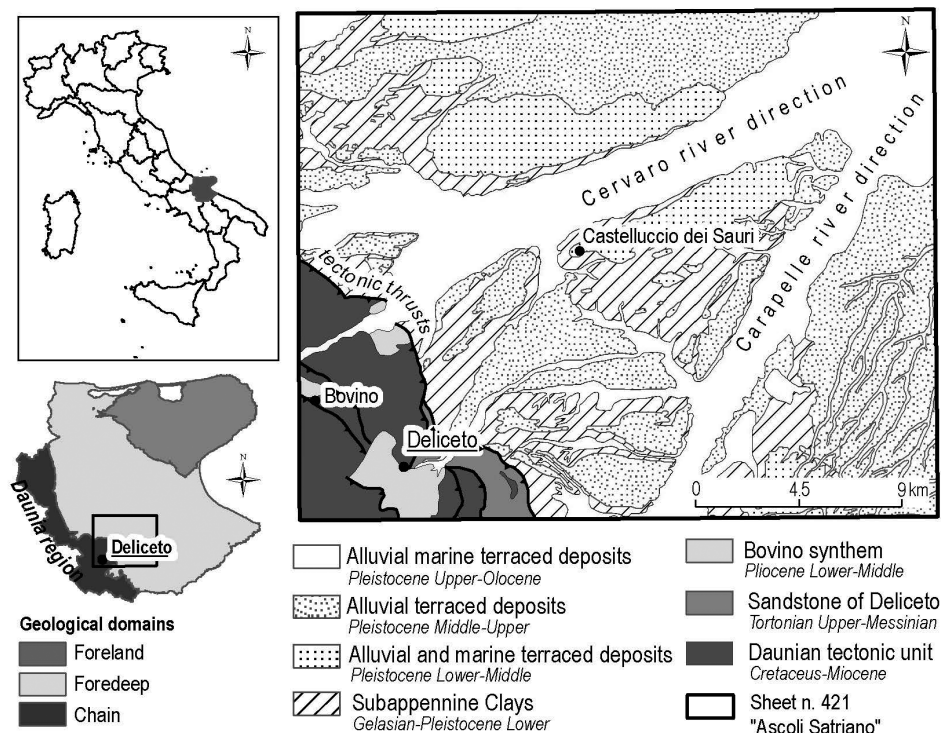 N
N
Cervaro river direction
Carapelle river direction
Castelluccio dei Sauri
tectonic thrusts
Bovino
Deliceto
0 4.5 9 km
N
Daunia region
Deliceto
Geological domains
Foreland
Foredeep
Chain
Alluvial marine terraced deposits
Pleistocene Upper-Olocene
Alluvial terraced deposits
Pleistocene Middle-Upper
Alluvial and marine terraced deposits
Pleistocene Lower-Middle
Subappennine Clays
Gelasian-Pleistocene Lower
Bovino synthem
Pliocene Lower-Middle
Sandstone of Deliceto
Tortonian Upper-Messinian
Daunian tectonic unit
Cretaceus-Miocene
Sheet n. 421
"Ascoli Satriano"